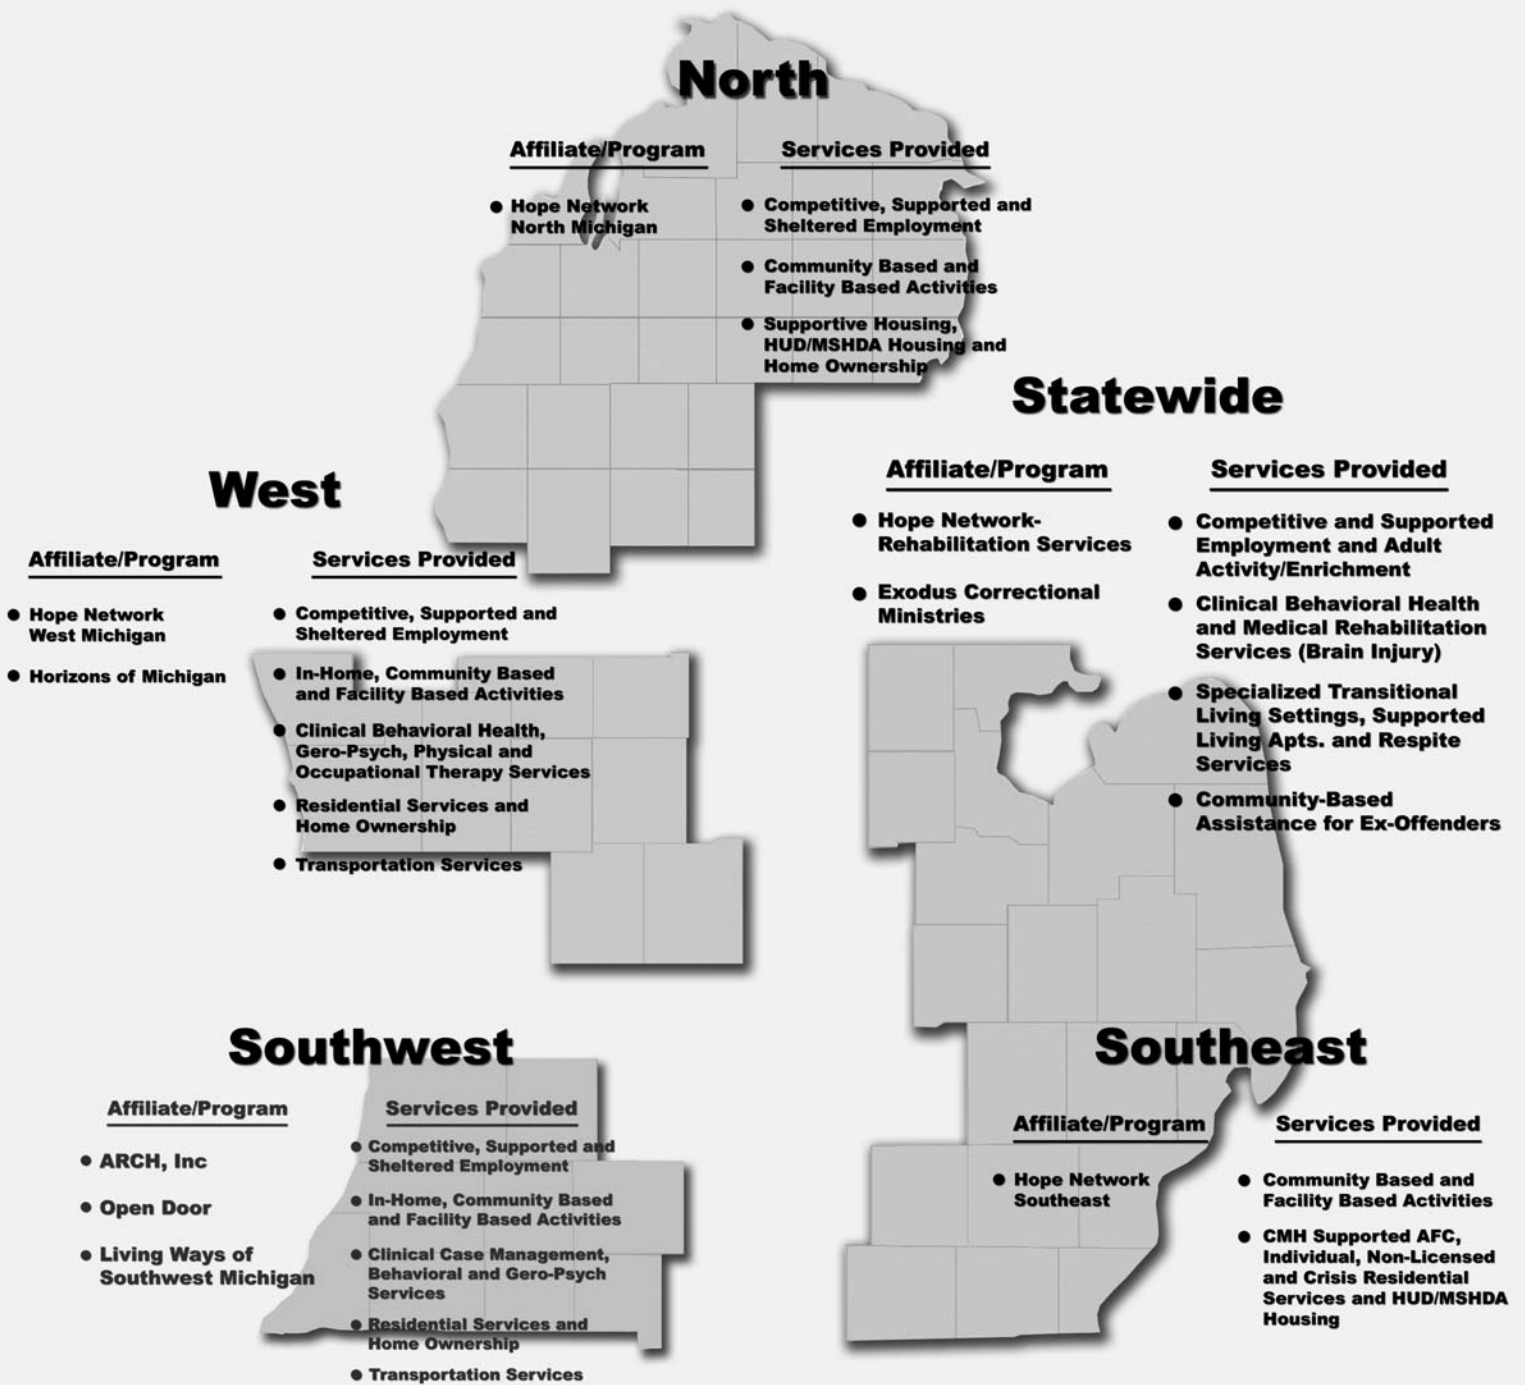 North
Affiliate/Program
● Hope Network
North Michigan
Services Provided
● Competitive, Supported and
Sheltered Employment
● Community Based and
Facility Based Activities
● Supportive Housing,
HUD/MSHDA Housing and
Home Ownership
Statewide
Affiliate/Program
● Hope Network-
Rehabilitation Services
● Exodus Correctional
Ministries
Services Provided
● Competitive and Supported
Employment and Adult
Activity/Enrichment
● Clinical Behavioral Health
and Medical Rehabilitation
Services (Brain Injury)
● Specialized Transitional
Living Settings, Supported
Living Apts. and Respite
Services
● Community-Based
Assistance for Ex-Offenders
West
Affiliate/Program
● Hope Network
West Michigan
● Horizons of Michigan
Services Provided
● Competitive, Supported and
Sheltered Employment
● In-Home, Community Based
and Facility Based Activities
● Clinical Behavioral Health,
Gero-Psych, Physical and
Occupational Therapy Services
● Residential Services and
Home Ownership
● Transportation Services
Southwest
Affiliate/Program
● ARCH, Inc
● Open Door
● Living Ways of
Southwest Michigan
Services Provided
● Competitive, Supported and
Sheltered Employment
● In-Home, Community Based
and Facility Based Activities
● Clinical Case Management,
Behavioral and Gero-Psych
Services
● Residential Services and
Home Ownership
● Transportation Services
Southeast
Affiliate/Program
● Hope Network
Southeast
Services Provided
● Community Based and
Facility Based Activities
● CMH Supported AFC,
Individual, Non-Licensed
and Crisis Residential
Services and HUD/MSHDA
Housing